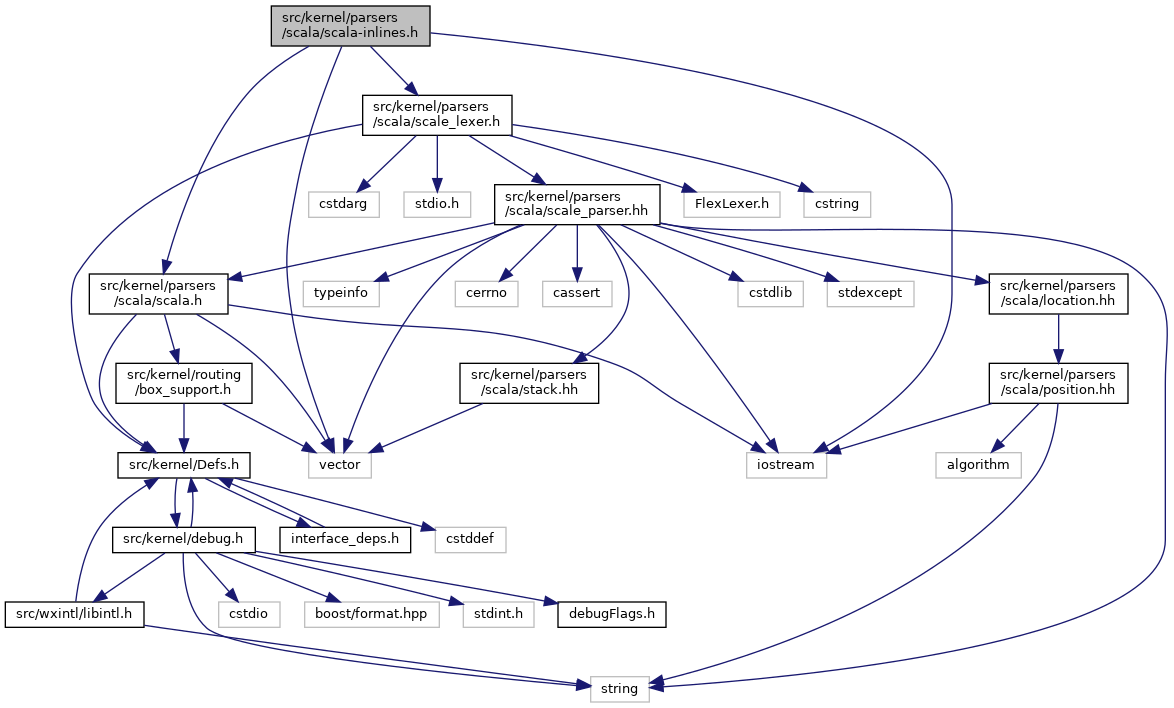 src/kernel/parsers
/scala/scala-inlines.h
src/kernel/parsers
/scala/scale_lexer.h
cstdarg
stdio.h
src/kernel/parsers
/scala/scale_parser.hh
FlexLexer.h
cstring
src/kernel/parsers
/scala/scala.h
typeinfo
cerrno
cassert
cstdlib
stdexcept
src/kernel/parsers
/scala/location.hh
src/kernel/routing
/box_support.h
src/kernel/parsers
/scala/stack.hh
src/kernel/parsers
/scala/position.hh
src/kernel/Defs.h
vector
iostream
algorithm
src/kernel/debug.h
interface_deps.h
cstddef
src/wxintl/libintl.h
cstdio
boost/format.hpp
stdint.h
debugFlags.h
string